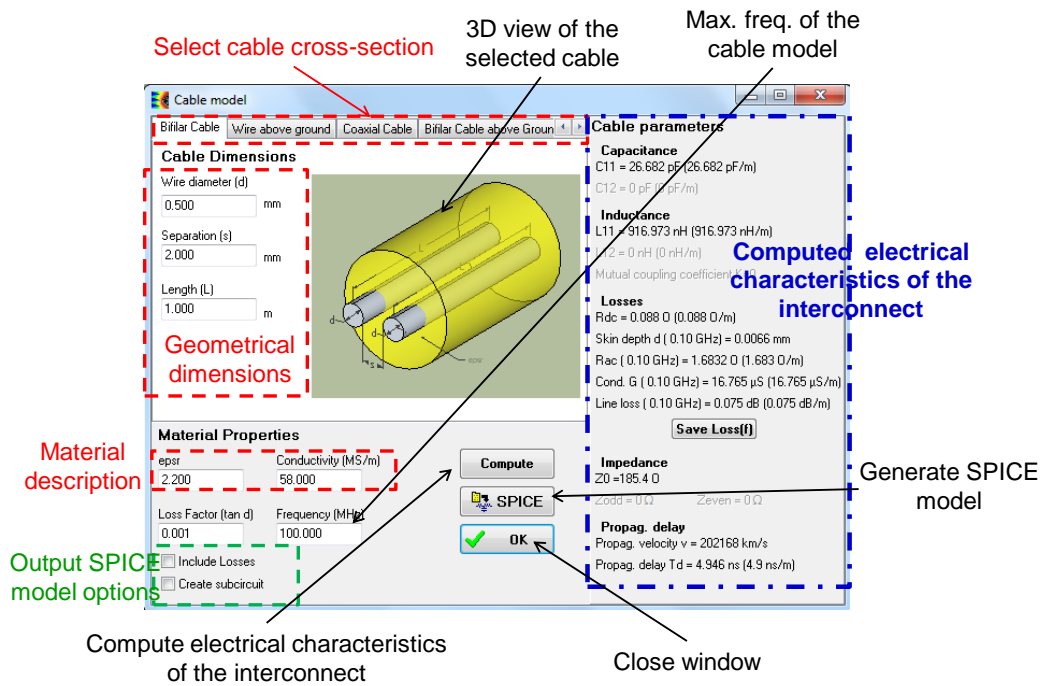 Select cable cross-section
3D view of the
selected cable
Max. freq. of the
cable model
Cable model
Bifilar Cable
Wire above ground
Coaxial Cable
Bifilar Cable above Groun
Cable Dimensions
Wire diameter (d)
0.500 mm
Separation (s)
2.000 mm
Length (L)
1.000 m
Geometrical
dimensions
d
d
s
L
epsr
Cable parameters
Capacitance
C11 = 26.682 pF (26.682 pF/m)
C12 = 0 pF (0 pF/m)
Inductance
L11 = 916.973 nH (916.973 nH/m)
L12 = 0 nH (0 nH/m)
Mutual coupling coefficient K=0
Computed electrical
characteristics of the
interconnect
Losses
Rdc = 0.088 O (0.088 O/m)
Skin depth d ( 0.10 GHz) = 0.0066 mm
Rac ( 0.10 GHz) = 1.6832 O (1.683 O/m)
Cond. G ( 0.10 GHz) = 16.765 µS (16.765 µS/m)
Line loss ( 0.10 GHz) = 0.075 dB (0.075 dB/m)
Save Loss(f)
Impedance
Z0 =185.4 O
Zodd = 0 Ω Zeven = 0 Ω
Propag. delay
Propag. velocity v = 202168 km/s
Propag. delay Td = 4.946 ns (4.9 ns/m)
Material
description
Material Properties
epsr Conductivity (MS/m)
2.200 58.000
Loss Factor (tan d) Frequency (MHz)
0.001 100.000
Output SPICE
model options
Include Losses
Create subcircuit
Compute
SPICE
OK
Generate SPICE
model
Compute electrical characteristics
of the interconnect
Close window